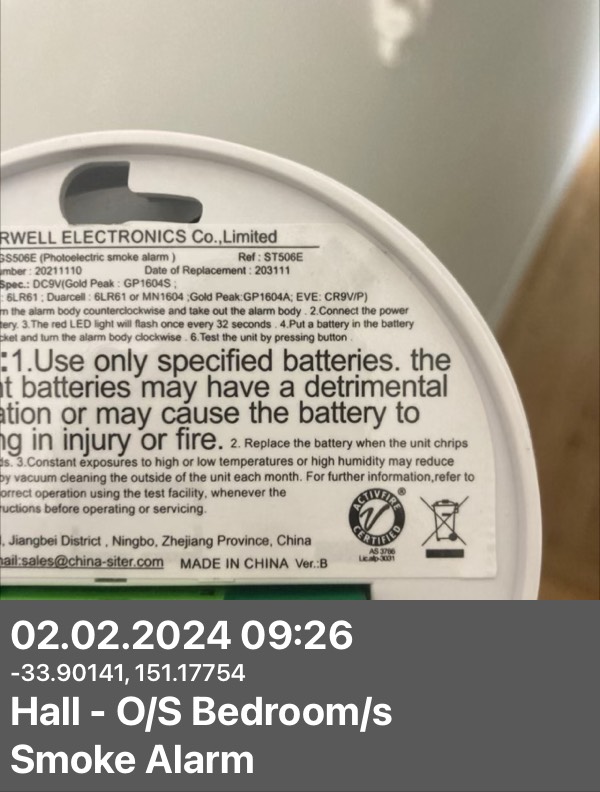 RWELL ELECTRONICS Co.,Limited
GS506E (Photoelectric smoke alarm ) Ref : ST506E
mber : 20211110 Date of Replacement : 203111
Spec.: DC9V(Gold Peak : GP1604S ;
: 6LR61 ; Duarcell : 6LR61 or MN1604 ;Gold Peak:GP1604A; EVE: CR9V/P)
n the alarm body counterclockwise and take out the alarm body . 2.Connect the power
tery. 3.The red LED light will flash once every 32 seconds . 4.Put a battery in the battery
cket and turn the alarm body clockwise . 6.Test the unit by pressing button .
:1.Use only specified batteries. the
t batteries may have a detrimental
ation or may cause the battery to
ng in injury or fire. 2. Replace the battery when the unit chrips
ds. 3.Constant exposures to high or low temperatures or high humidity may reduce
by vacuum cleaning the outside of the unit each month. For further information,refer to
orrect operation using the test facility, whenever the
ructions before operating or servicing.
ACTIVFIRE ®
CERTIFIED
AS 3786
Lic.afp-3031
, Jiangbei District , Ningbo, Zhejiang Province, China
ail:sales@china-siter.com MADE IN CHINA Ver.:B
02.02.2024 09:26
-33.90141, 151.17754
Hall - O/S Bedroom/s
Smoke Alarm